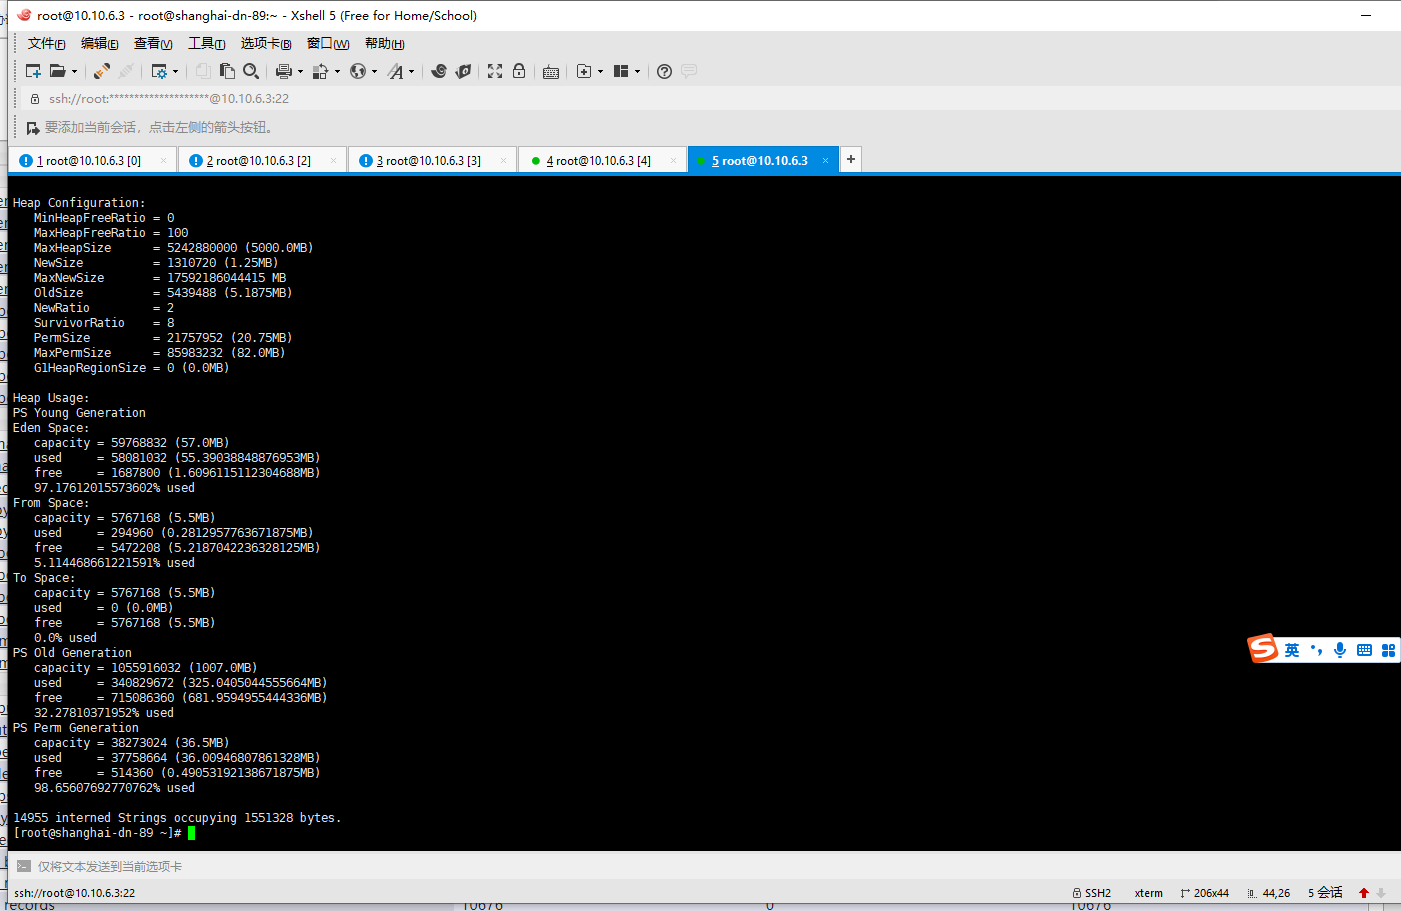 root@10.10.6.3 - root@shanghai-dn-89:~ - Xshell 5 (Free for Home/School)
文件(F) 编辑(E) 查看(V) 工具(T) 选项卡(B) 窗口(W) 帮助(H)
ssh://root:********************@10.10.6.3:22
要添加当前会话，点击左侧的箭头按钮。
1 root@10.10.6.3 [0] × 2 root@10.10.6.3 [2] × 3 root@10.10.6.3 [3] × 4 root@10.10.6.3 [4] × 5 root@10.10.6.3 × +
Heap Configuration:
MinHeapFreeRatio = 0
MaxHeapFreeRatio = 100
MaxHeapSize = 5242880000 (5000.0MB)
NewSize = 1310720 (1.25MB)
MaxNewSize = 17592186044415 MB
OldSize = 5439488 (5.1875MB)
NewRatio = 2
SurvivorRatio = 8
PermSize = 21757952 (20.75MB)
MaxPermSize = 85983232 (82.0MB)
G1HeapRegionSize = 0 (0.0MB)
Heap Usage:
PS Young Generation
Eden Space:
capacity = 59768832 (57.0MB)
used = 58081032 (55.39038848876953MB)
free = 1687800 (1.6096115112304688MB)
97.17612015573602% used
From Space:
capacity = 5767168 (5.5MB)
used = 294960 (0.2812957763671875MB)
free = 5472208 (5.2187042236328125MB)
5.114468661221591% used
To Space:
capacity = 5767168 (5.5MB)
used = 0 (0.0MB)
free = 5767168 (5.5MB)
0.0% used
PS Old Generation
capacity = 1055916032 (1007.0MB)
used = 340829672 (325.0405044555664MB)
free = 715086360 (681.9594955444336MB)
32.27810371952% used
PS Perm Generation
capacity = 38273024 (36.5MB)
used = 37758664 (36.00946807861328MB)
free = 514360 (0.49053192138671875MB)
98.65607692770762% used
14955 interned Strings occupying 1551328 bytes.
[root@shanghai-dn-89 ~]#
英
仅将文本发送到当前选项卡
ssh://root@10.10.6.3:22 SSH2 xterm 206x44 44,26 5 会话
records 10676 0 10676